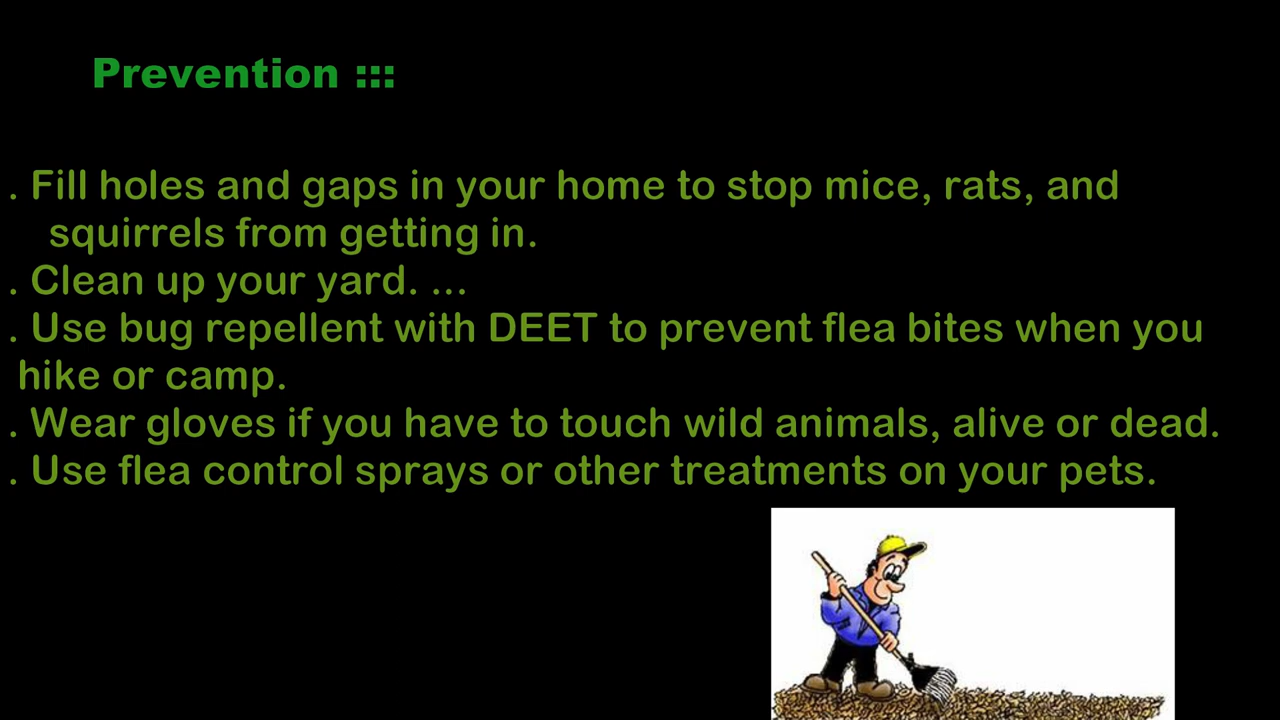 Prevention :::
. Fill holes and gaps in your home to stop mice, rats, and
squirrels from getting in.
. Clean up your yard. ...
. Use bug repellent with DEET to prevent flea bites when you
hike or camp.
. Wear gloves if you have to touch wild animals, alive or dead.
. Use flea control sprays or other treatments on your pets.